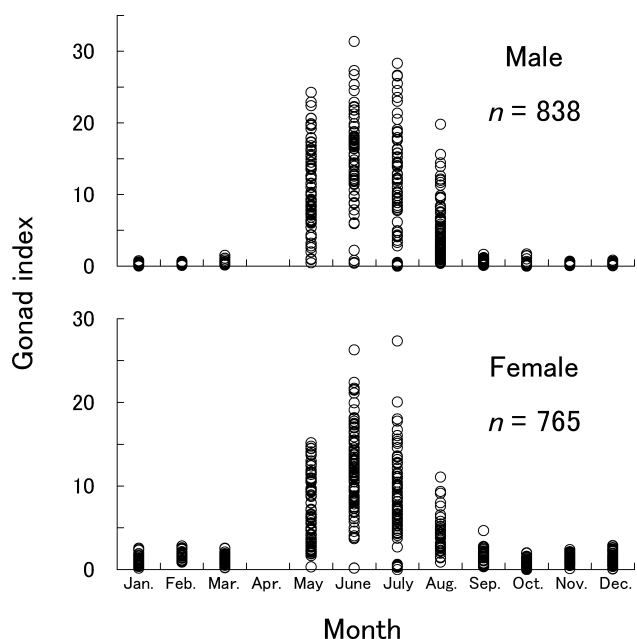 30
Male
n = 838
20
10
0
Gonad index
30
Female
n = 765
20
10
0
Jan. Feb. Mar. Apr. May June July Aug. Sep. Oct. Nov. Dec.
Month